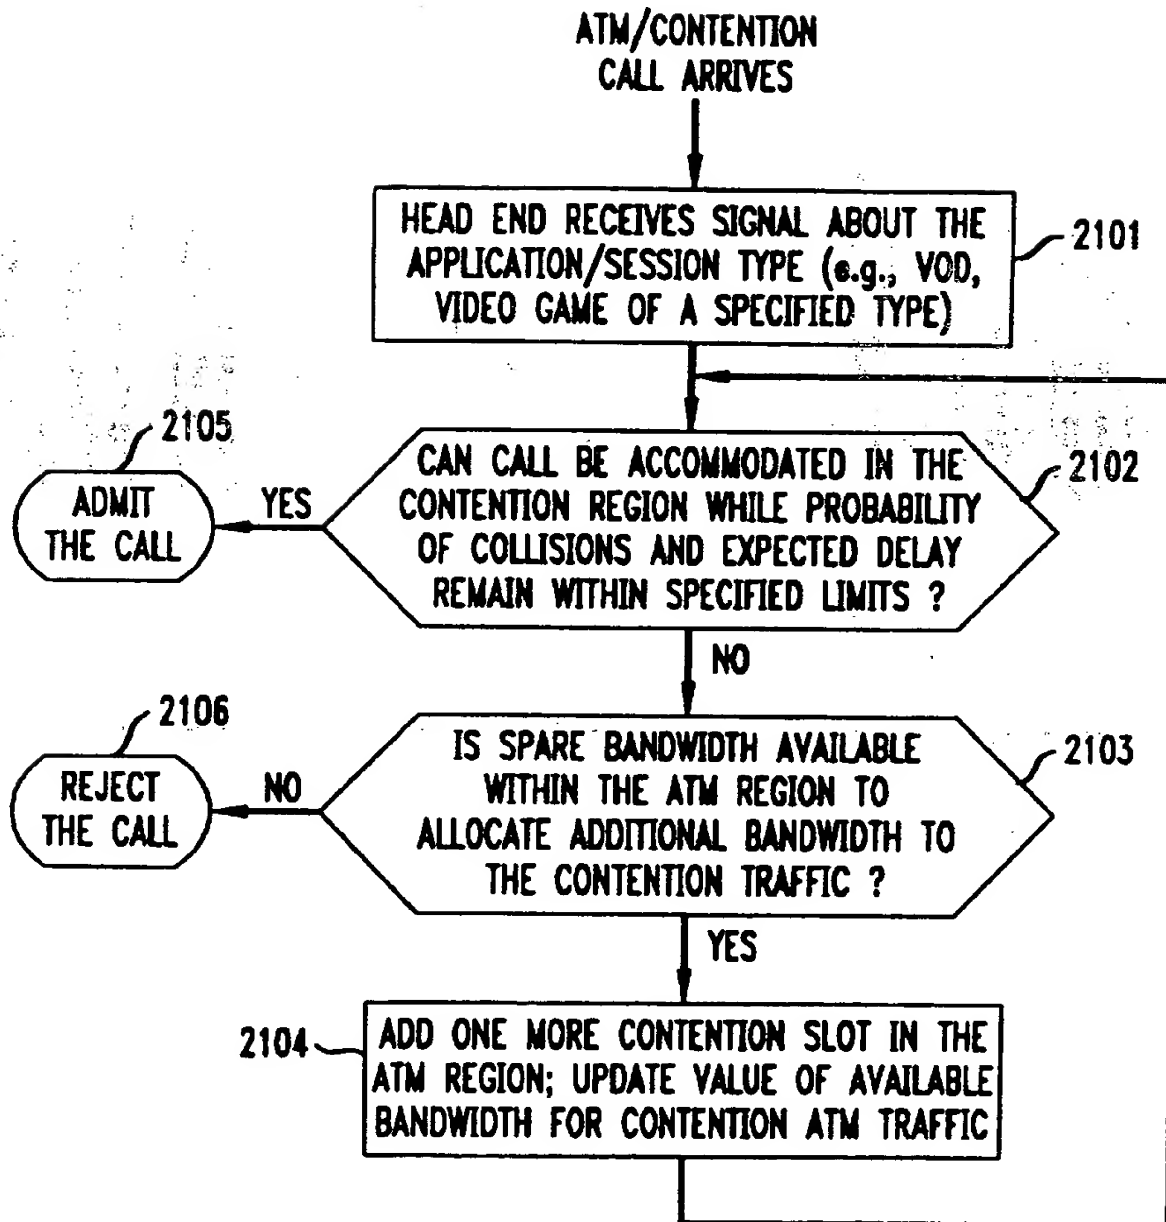 ATM/CONTENTION
CALL ARRIVES
HEAD END RECEIVES SIGNAL ABOUT THE
APPLICATION/SESSION TYPE (e.g., VOD,
VIDEO GAME OF A SPECIFIED TYPE)
2101
2105
ADMIT
THE CALL
YES
CAN CALL BE ACCOMMODATED IN THE
CONTENTION REGION WHILE PROBABILITY
OF COLLISIONS AND EXPECTED DELAY
REMAIN WITHIN SPECIFIED LIMITS ?
2102
NO
2106
REJECT
THE CALL
NO
IS SPARE BANDWIDTH AVAILABLE
WITHIN THE ATM REGION TO
ALLOCATE ADDITIONAL BANDWIDTH TO
THE CONTENTION TRAFFIC ?
2103
YES
2104
ADD ONE MORE CONTENTION SLOT IN THE
ATM REGION; UPDATE VALUE OF AVAILABLE
BANDWIDTH FOR CONTENTION ATM TRAFFIC